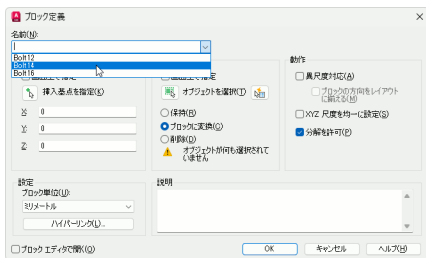 ブロック定義
名前(N):
Bolt12
Bolt14
Bolt16
動作
挿入基点を指定(K)
X: 0
Y: 0
Z: 0
オブジェクトを選択(T)
保持(R)
ブロックに変換(C)
削除(D)
オブジェクトが何も選択されて
いません
異尺度対応(A)
ブロックの方向をレイアウト
に揃える(M)
XYZ 尺度を均一に設定(S)
分解を許可(P)
設定
ブロック単位(U):
ミリメートル
ハイパーリンク(L)...
説明
ブロック エディタで開く(O)
OK
キャンセル
ヘルプ(H)